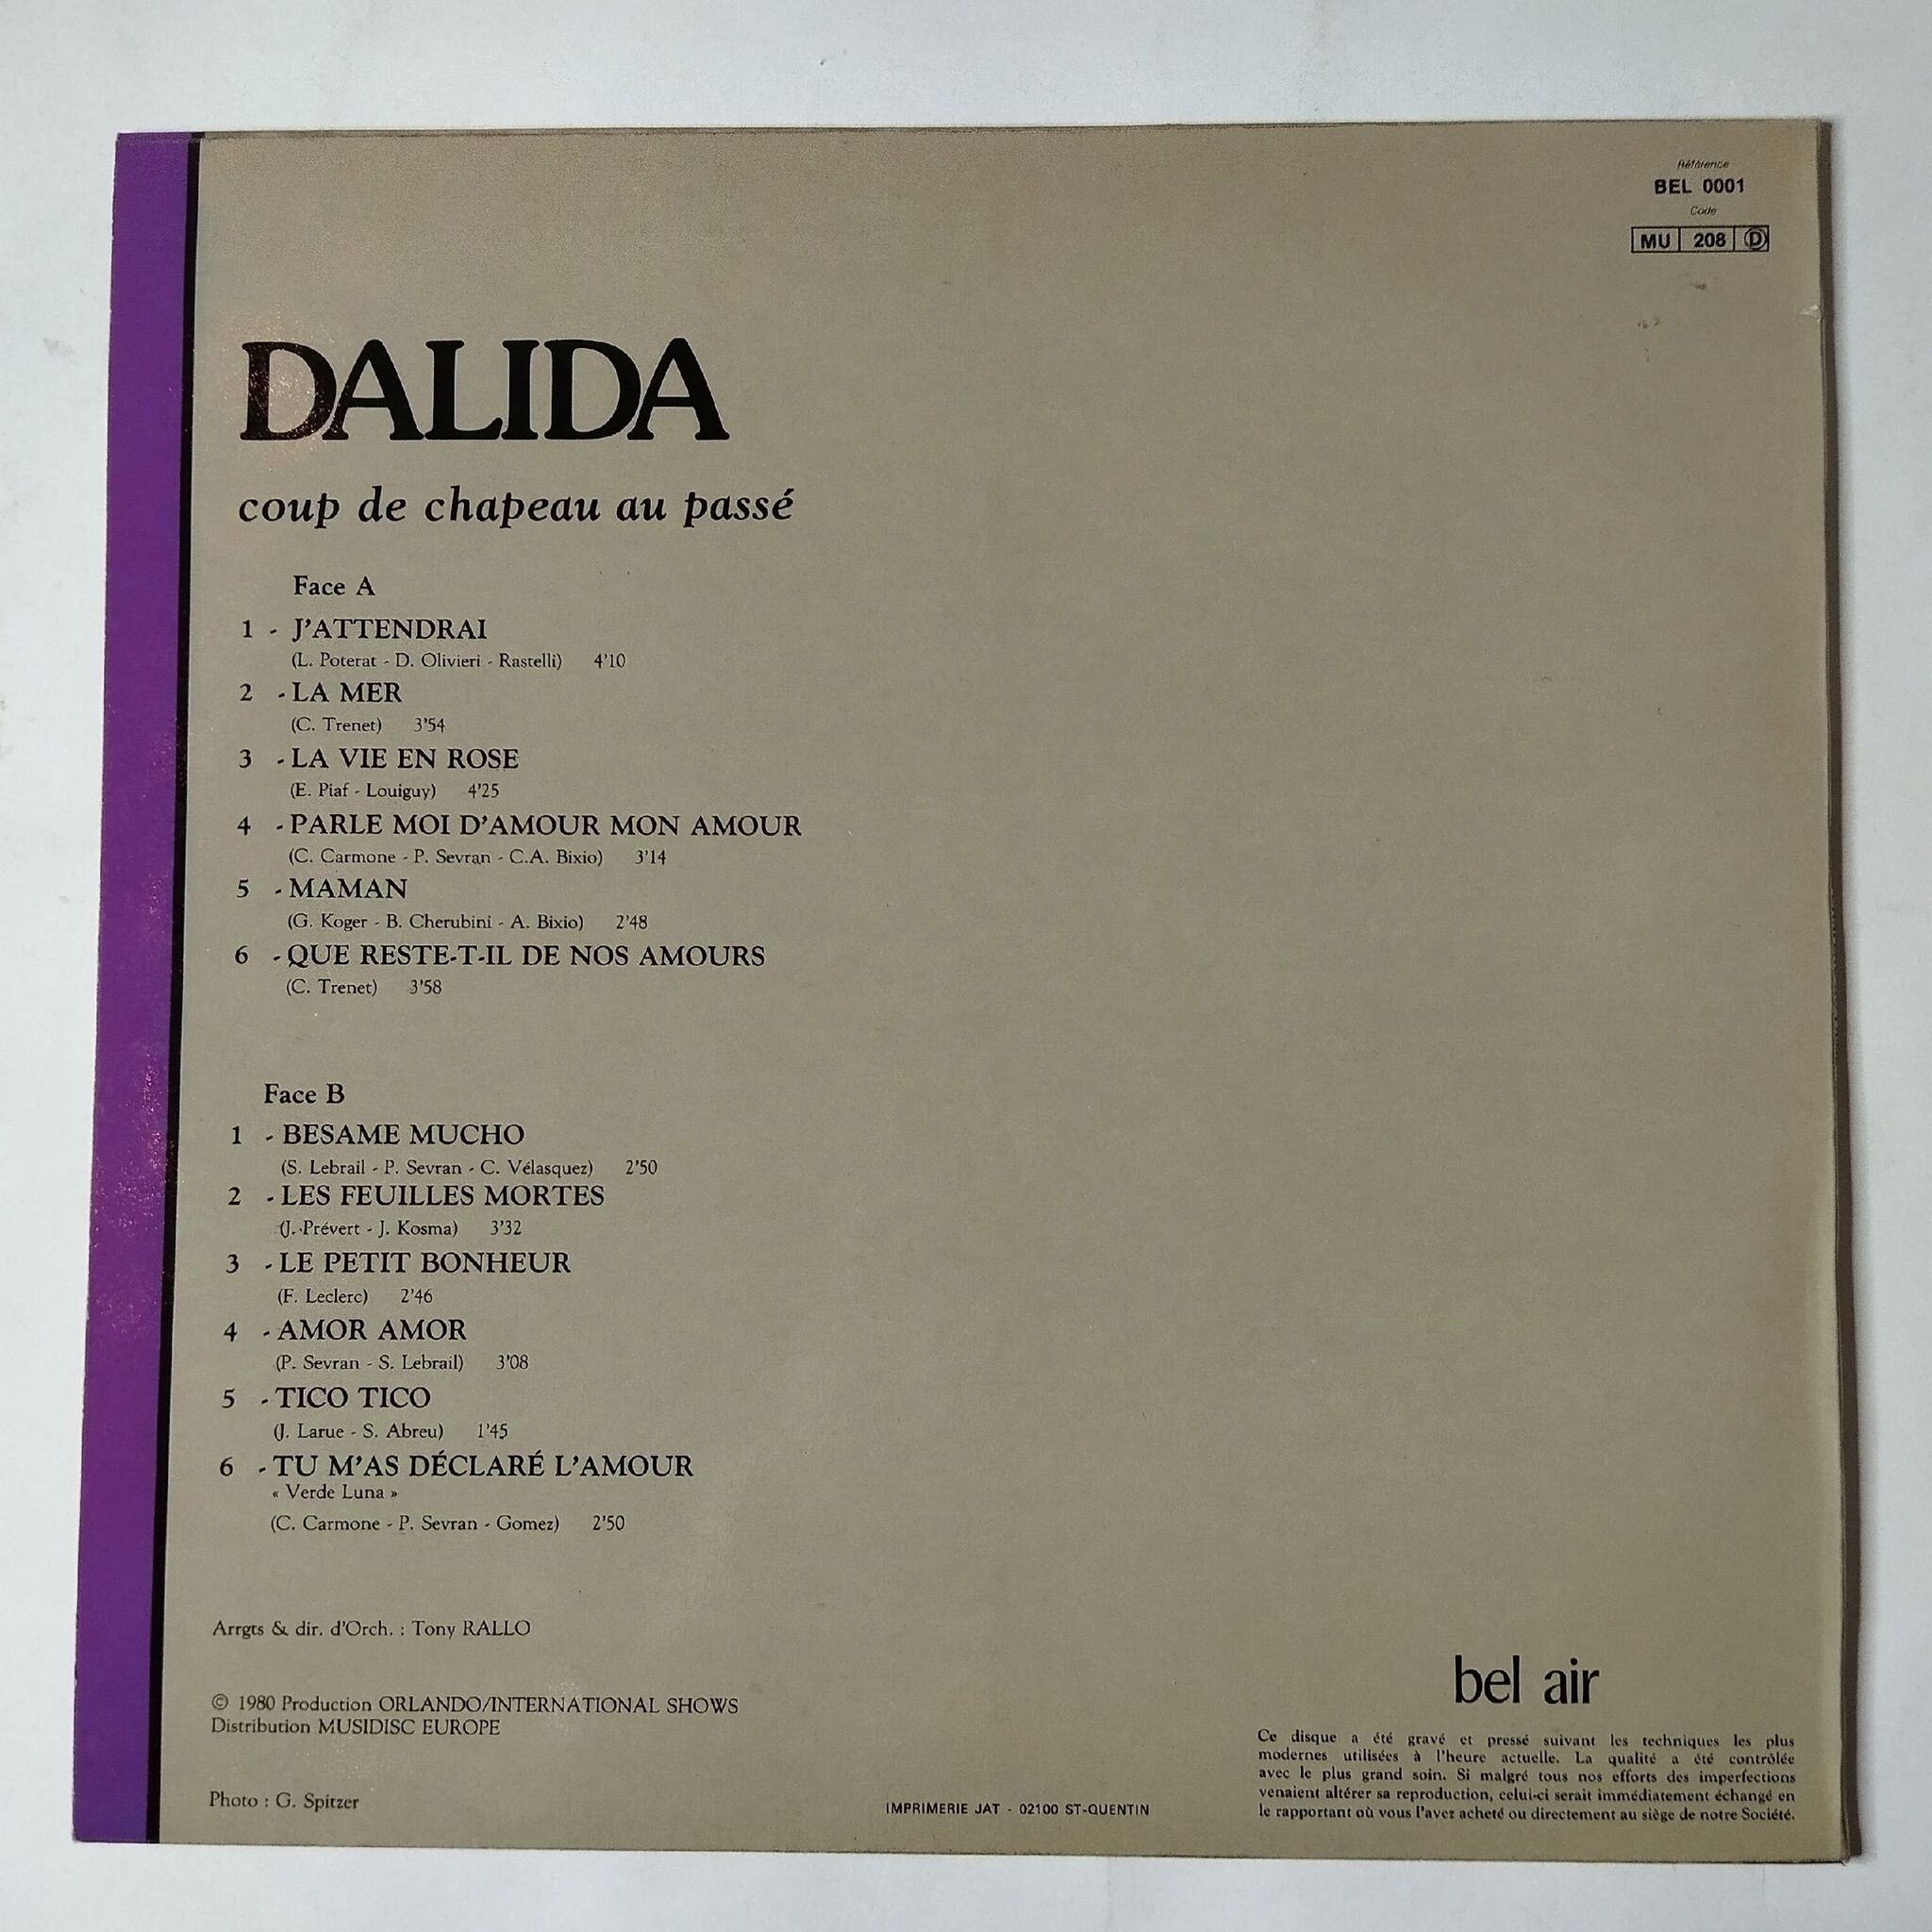 Référence
BEL 0001
Code
MU 208 D
DALIDA
coup de chapeau au passé
Face A
1 - J'ATTENDRAI
(L. Poterat - D. Olivieri - Rastelli) 4'10
2 - LA MER
(C. Trenet) 3'54
3 - LA VIE EN ROSE
(E. Piaf - Louiguy) 4'25
4 - PARLE MOI D'AMOUR MON AMOUR
(C. Carmone - P. Sevran - C.A. Bixio) 3'14
5 - MAMAN
(G. Koger - B. Cherubini - A. Bixio) 2'48
6 - QUE RESTE-T-IL DE NOS AMOURS
(C. Trenet) 3'58
Face B
1 - BESAME MUCHO
(S. Lebrail - P. Sevran - C. Vélasquez) 2'50
2 - LES FEUILLES MORTES
(J. Prévert - J. Kosma) 3'32
3 - LE PETIT BONHEUR
(F. Leclerc) 2'46
4 - AMOR AMOR
(P. Sevran - S. Lebrail) 3'08
5 - TICO TICO
(J. Larue - S. Abreu) 1'45
6 - TU M'AS DÉCLARÉ L'AMOUR
« Verde Luna »
(C. Carmone - P. Sevran - Gomez) 2'50
Arrgts & dir. d'Orch. : Tony RALLO
© 1980 Production ORLANDO/INTERNATIONAL SHOWS
Distribution MUSIDISC EUROPE
Photo : G. Spitzer
IMPRIMERIE JAT - 02100 ST-QUENTIN
bel air
Ce disque a été gravé et pressé suivant les techniques les plus
modernes utilisées à l'heure actuelle. La qualité a été contrôlée
avec le plus grand soin. Si malgré tous nos efforts des imperfections
venaient altérer sa reproduction, celui-ci serait immédiatement échangé en
le rapportant où vous l'avez acheté ou directement au siège de notre Société.